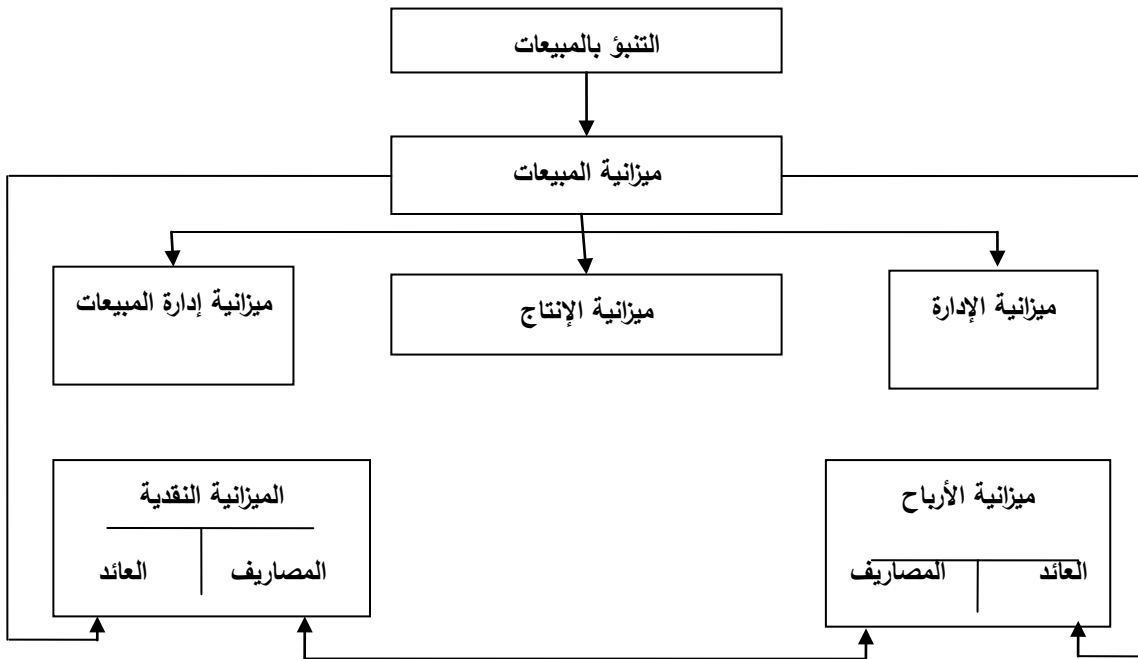 التنبؤ بالمبيعات
ميزانية المبيعات
ميزانية الإدارة
ميزانية الإنتاج
ميزانية إدارة المبيعات
ميزانية الأرباح
العائد
المصاريف
الميزانية النقدية
المصاريف
العائد